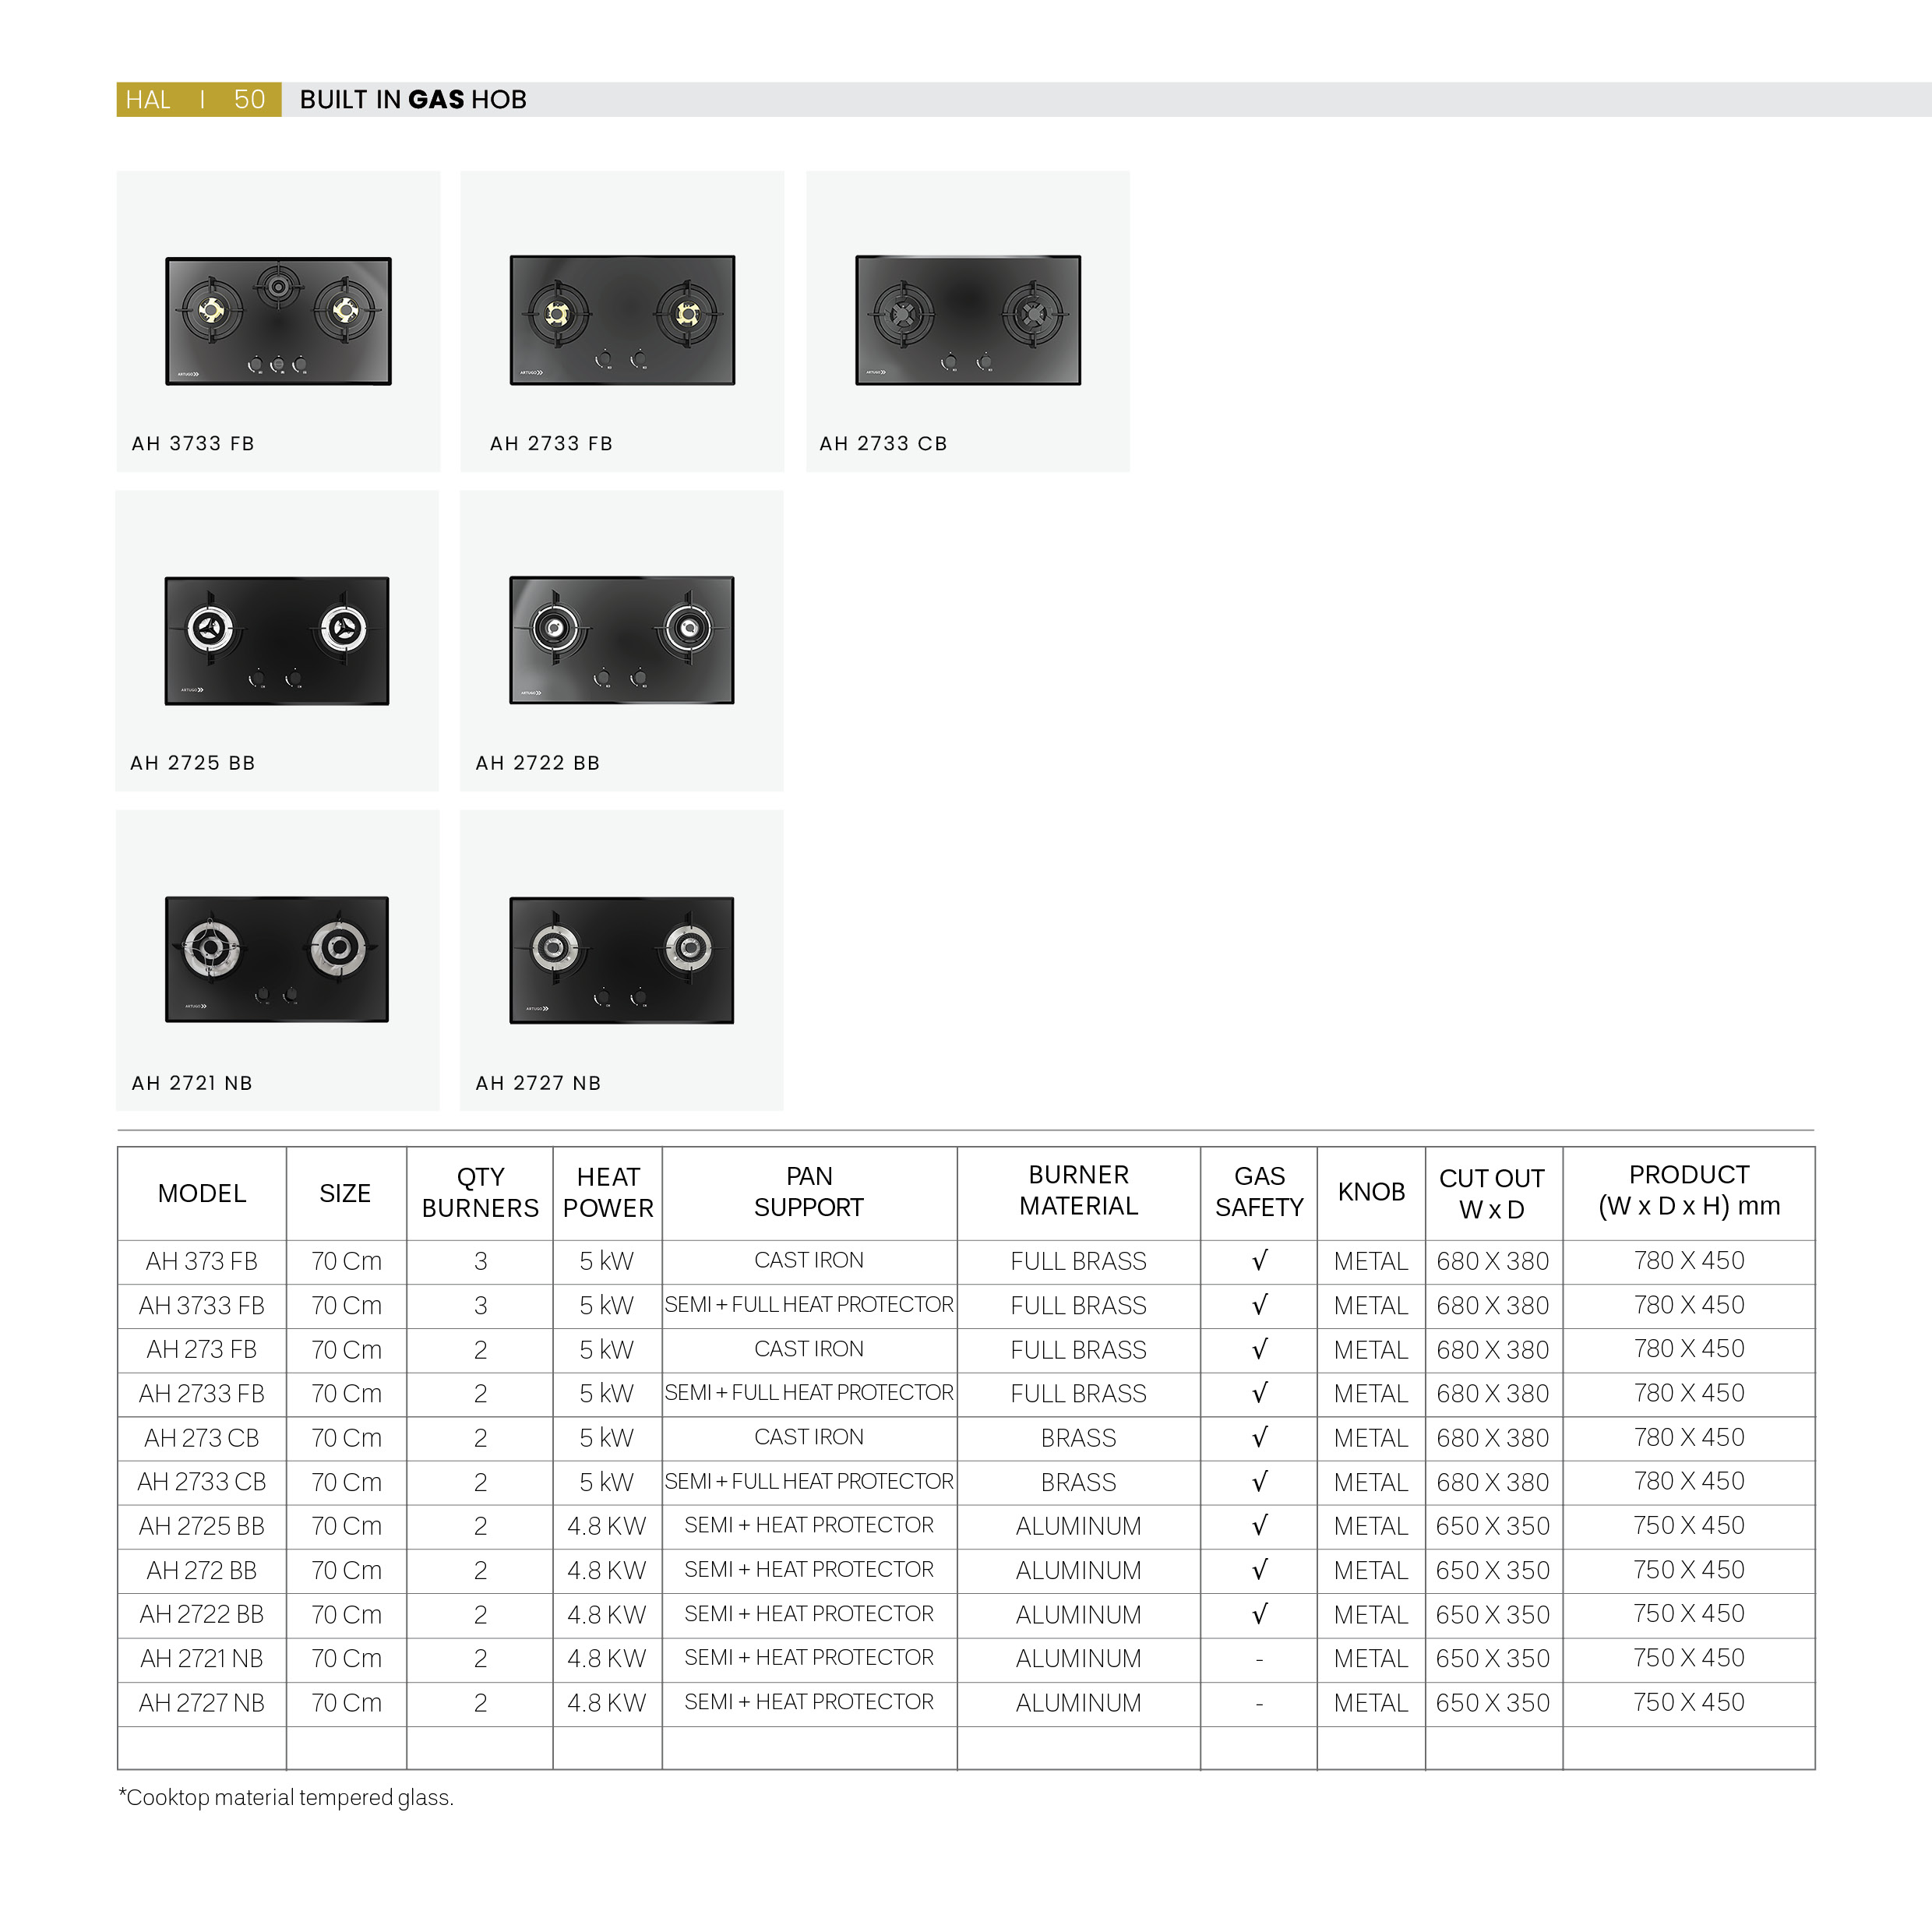 HAL | 50 BUILT IN GAS HOB
ARTUGO
ARTUGO
ARTUGO
AH 3733 FB
AH 2733 FB
AH 2733 CB
ARTUGO
ARTUGO
AH 2725 BB
AH 2722 BB
ARTUGO
ARTUGO
AH 2721 NB
AH 2727 NB
MODEL SIZE QTY BURNERS HEAT POWER PAN SUPPORT BURNER MATERIAL GAS SAFETY KNOB CUT OUT W x D PRODUCT (W x D x H) mm
AH 373 FB 70 Cm 3 5 kW CAST IRON FULL BRASS √ METAL 680 X 380 780 X 450
AH 3733 FB 70 Cm 3 5 kW SEMI + FULL HEAT PROTECTOR FULL BRASS √ METAL 680 X 380 780 X 450
AH 273 FB 70 Cm 2 5 kW CAST IRON FULL BRASS √ METAL 680 X 380 780 X 450
AH 2733 FB 70 Cm 2 5 kW SEMI + FULL HEAT PROTECTOR FULL BRASS √ METAL 680 X 380 780 X 450
AH 273 CB 70 Cm 2 5 kW CAST IRON BRASS √ METAL 680 X 380 780 X 450
AH 2733 CB 70 Cm 2 5 kW SEMI + FULL HEAT PROTECTOR BRASS √ METAL 680 X 380 780 X 450
AH 2725 BB 70 Cm 2 4.8 KW SEMI + HEAT PROTECTOR ALUMINUM √ METAL 650 X 350 750 X 450
AH 272 BB 70 Cm 2 4.8 KW SEMI + HEAT PROTECTOR ALUMINUM √ METAL 650 X 350 750 X 450
AH 2722 BB 70 Cm 2 4.8 KW SEMI + HEAT PROTECTOR ALUMINUM √ METAL 650 X 350 750 X 450
AH 2721 NB 70 Cm 2 4.8 KW SEMI + HEAT PROTECTOR ALUMINUM - METAL 650 X 350 750 X 450
AH 2727 NB 70 Cm 2 4.8 KW SEMI + HEAT PROTECTOR ALUMINUM - METAL 650 X 350 750 X 450
*Cooktop material tempered glass.